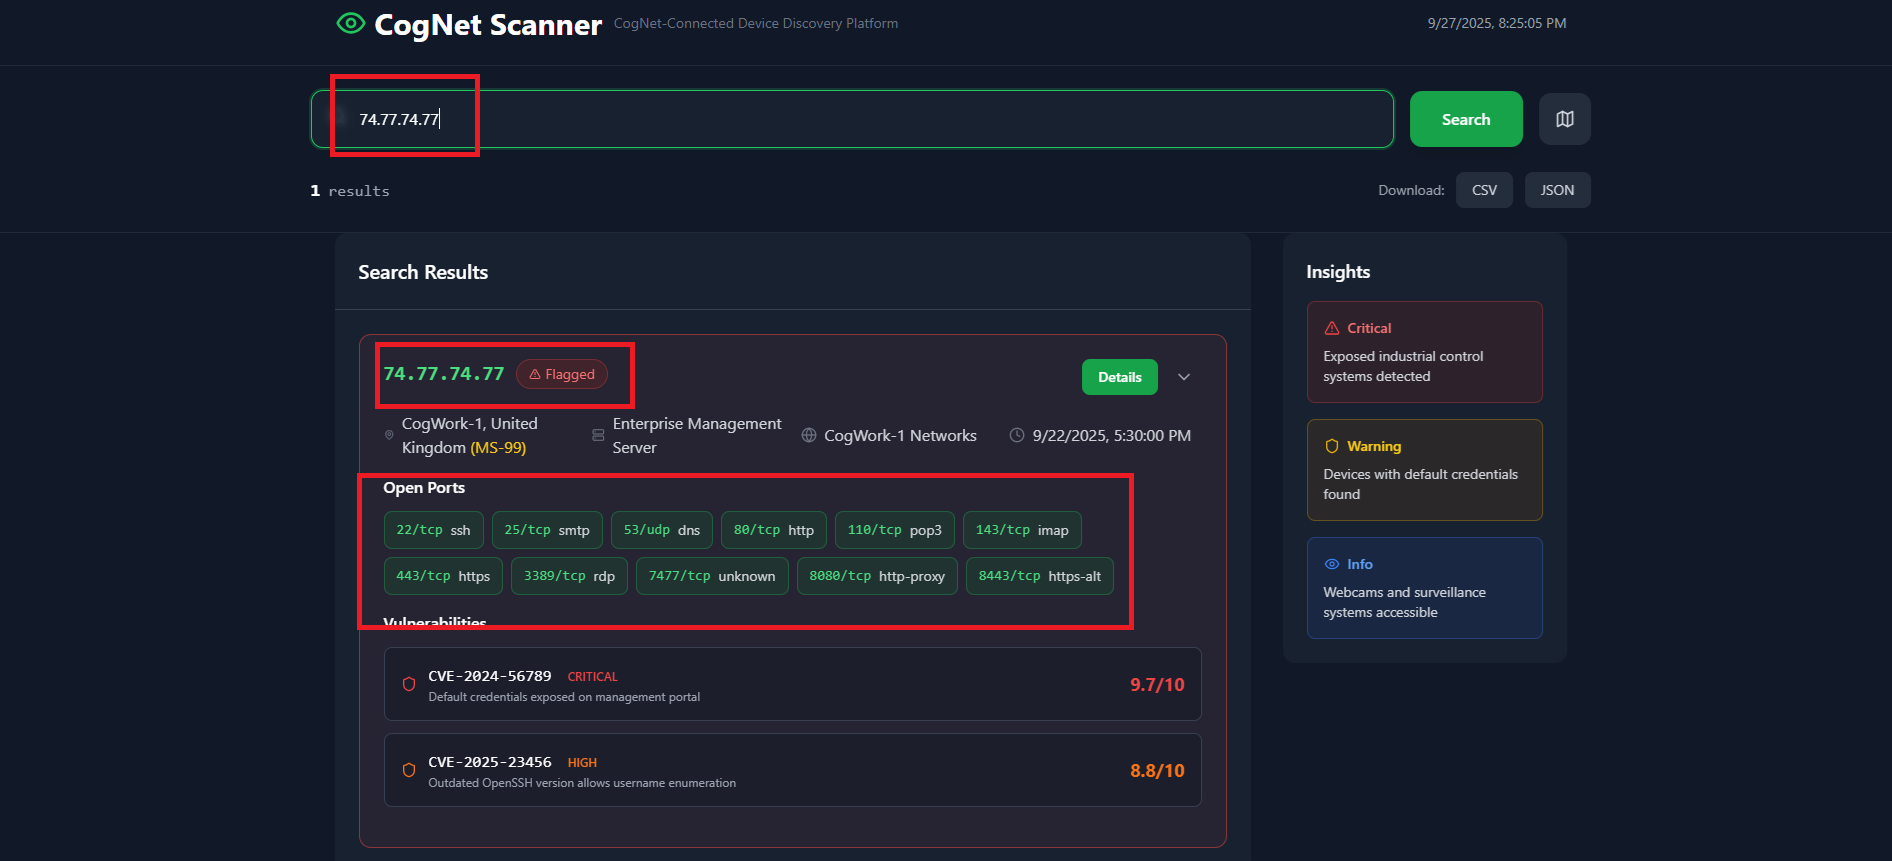 CogNet Scanner CogNet-Connected Device Discovery Platform 9/27/2025, 8:25:05 PM
74.77.74.77
Search
1 results
Download: CSV JSON
Search Results
74.77.74.77 Flagged
Details
CogWork-1, United
Kingdom (MS-99)
Enterprise Management
Server
CogWork-1 Networks
9/22/2025, 5:30:00 PM
Open Ports
22/tcp ssh 25/tcp smtp 53/udp dns 80/tcp http 110/tcp pop3 143/tcp imap
443/tcp https 3389/tcp rdp 7477/tcp unknown 8080/tcp http-proxy 8443/tcp https-alt
Vulnerabilities
CVE-2024-56789 CRITICAL
Default credentials exposed on management portal
9.7/10
CVE-2025-23456 HIGH
Outdated OpenSSH version allows username enumeration
8.8/10
Insights
Critical
Exposed industrial control
systems detected
Warning
Devices with default credentials
found
Info
Webcams and surveillance
systems accessible